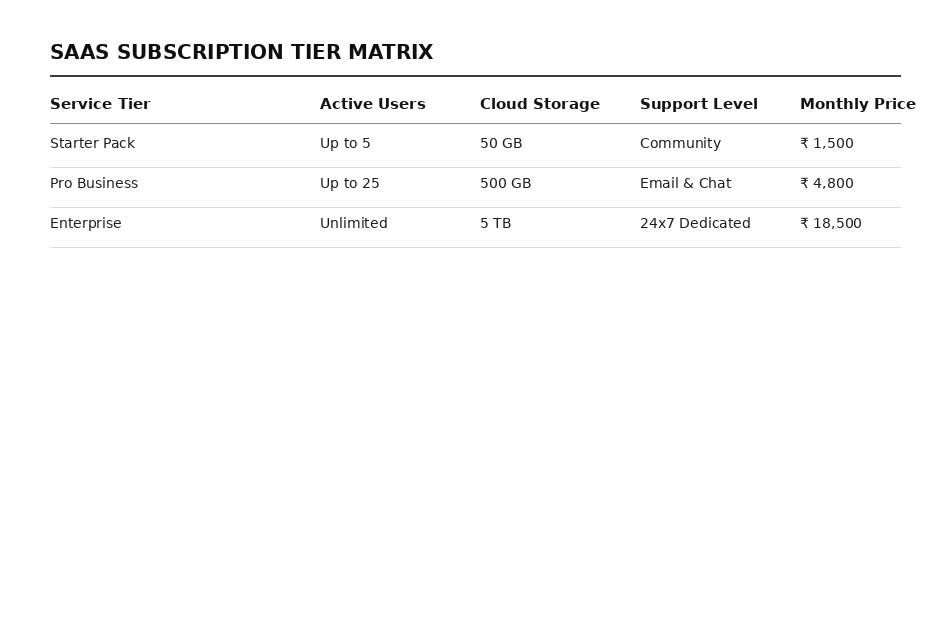 SAAS SUBSCRIPTION TIER MATRIX
Service Tier Active Users Cloud Storage Support Level Monthly Price
Starter Pack Up to 5 50 GB Community ₹ 1,500
Pro Business Up to 25 500 GB Email & Chat ₹ 4,800
Enterprise Unlimited 5 TB 24x7 Dedicated ₹ 18,500